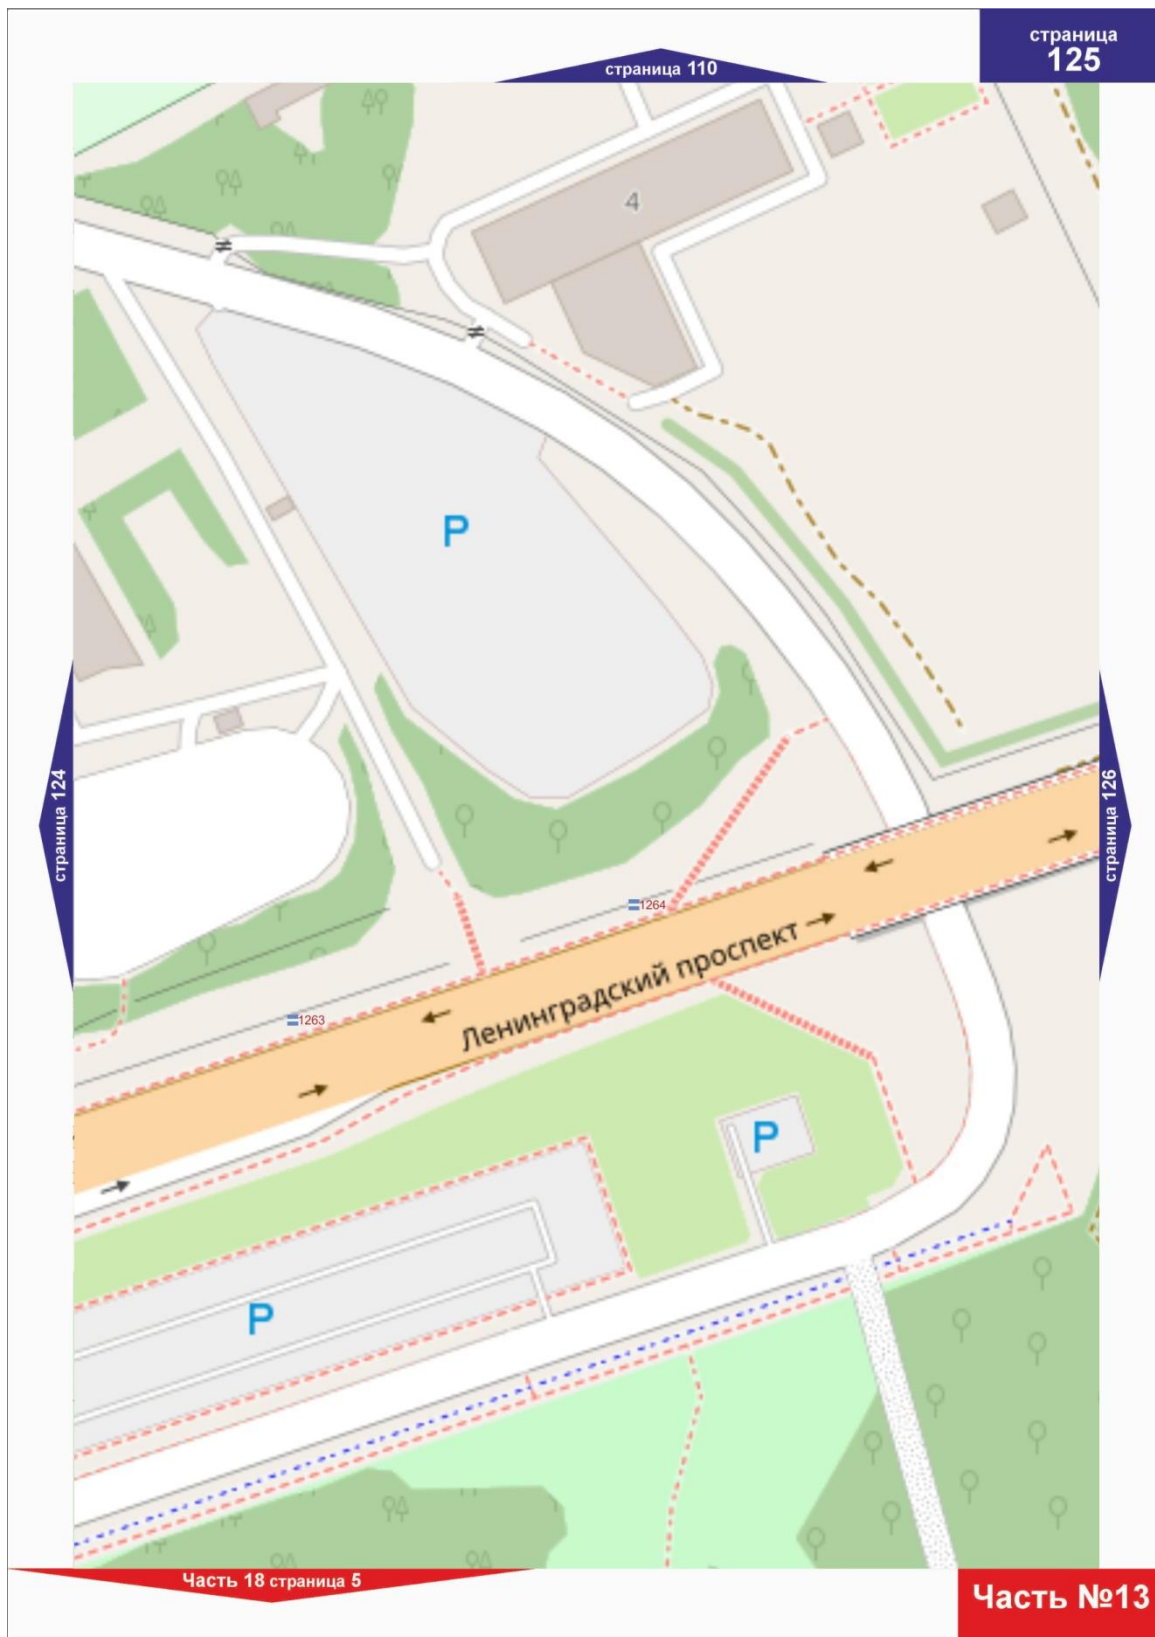 страница
125
страница 110
4
P
страница 124
страница 126
1264
Ленинградский проспект
1263
P
P
Часть 18 страница 5
Часть №13